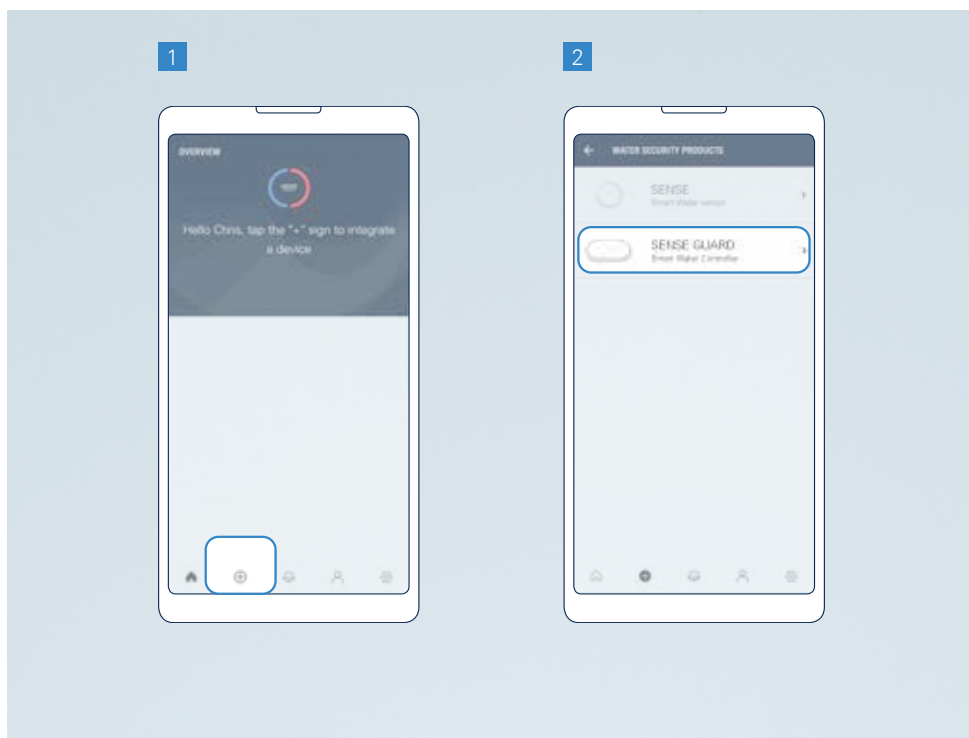 1
OVERVIEW
Hello Chris, tap the "+" sign to integrate
a device
2
WATER SECURITY PRODUCTS
SENSE
Smart Water sensor
SENSE GUARD
Smart Water Controller